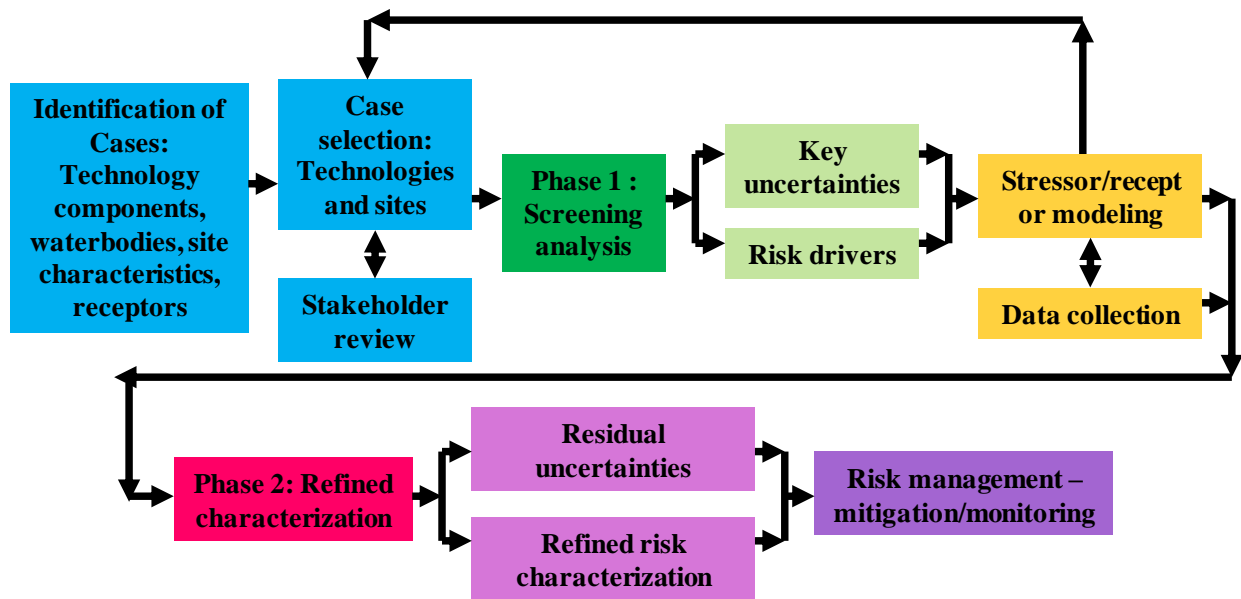 Identification of
Cases:
Technology
components,
waterbodies, site
characteristics,
receptors
Case
selection:
Technologies
and sites
Stakeholder
review
Phase 1 :
Screening
analysis
Key
uncertainties
Risk drivers
Stressor/recept
or modeling
Data collection
Phase 2: Refined
characterization
Residual
uncertainties
Refined risk
characterization
Risk management –
mitigation/monitoring